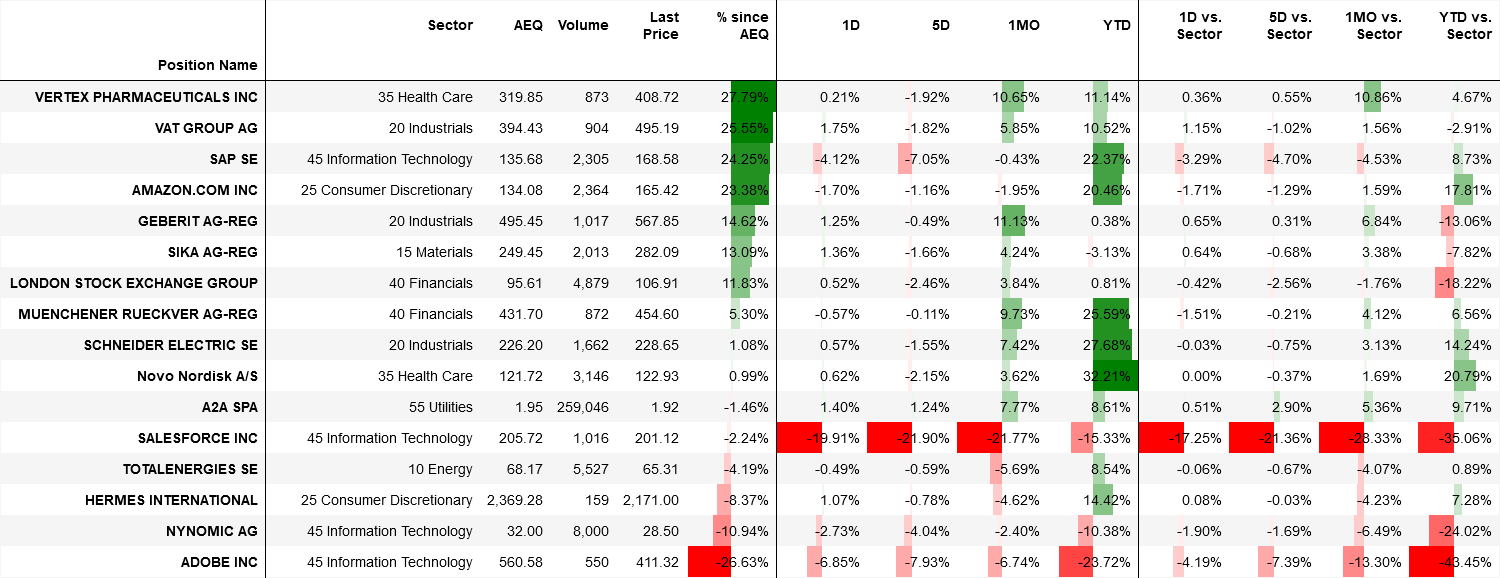 Position Name Sector AEQ Volume Last Price % since AEQ 1D 5D 1MO YTD 1D vs. Sector 5D vs. Sector 1MO vs. Sector YTD vs. Sector
VERTEX PHARMACEUTICALS INC 35 Health Care 319.85 873 408.72 27.79% 0.21% -1.92% 10.65% 11.14% 0.36% 0.55% 10.86% 4.67%
VAT GROUP AG 20 Industrials 394.43 904 495.19 25.55% 1.75% -1.82% 5.85% 10.52% 1.15% -1.02% 1.56% -2.91%
SAP SE 45 Information Technology 135.68 2,305 168.58 24.25% -4.12% -7.05% -0.43% 22.37% -3.29% -4.70% -4.53% 8.73%
AMAZON.COM INC 25 Consumer Discretionary 134.08 2,364 165.42 23.38% -1.70% -1.16% -1.95% 20.46% -1.71% -1.29% 1.59% 17.81%
GEBERIT AG-REG 20 Industrials 495.45 1,017 567.85 14.62% 1.25% -0.49% 11.13% 0.38% 0.65% 0.31% 6.84% -13.06%
SIKA AG-REG 15 Materials 249.45 2,013 282.09 13.09% 1.36% -1.66% 4.24% -3.13% 0.64% -0.68% 3.38% -7.82%
LONDON STOCK EXCHANGE GROUP 40 Financials 95.61 4,879 106.91 11.83% 0.52% -2.46% 3.84% 0.81% -0.42% -2.56% -1.76% -18.22%
MUENCHENER RUECKVER AG-REG 40 Financials 431.70 872 454.60 5.30% -0.57% -0.11% 9.73% 25.59% -1.51% -0.21% 4.12% 6.56%
SCHNEIDER ELECTRIC SE 20 Industrials 226.20 1,662 228.65 1.08% 0.57% -1.55% 7.42% 27.68% -0.03% -0.75% 3.13% 14.24%
Novo Nordisk A/S 35 Health Care 121.72 3,146 122.93 0.99% 0.62% -2.15% 3.62% 32.21% 0.00% -0.37% 1.69% 20.79%
A2A SPA 55 Utilities 1.95 259,046 1.92 -1.46% 1.40% 1.24% 7.77% 8.61% 0.51% 2.90% 5.36% 9.71%
SALESFORCE INC 45 Information Technology 205.72 1,016 201.12 -2.24% -19.91% -21.90% -21.77% -15.33% -17.25% -21.36% -28.33% -35.06%
TOTALENERGIES SE 10 Energy 68.17 5,527 65.31 -4.19% -0.49% -0.59% -5.69% 8.54% -0.06% -0.67% -4.07% 0.89%
HERMES INTERNATIONAL 25 Consumer Discretionary 2,369.28 159 2,171.00 -8.37% 1.07% -0.78% -4.62% 14.42% 0.08% -0.03% -4.23% 7.28%
NYNOMIC AG 45 Information Technology 32.00 8,000 28.50 -10.94% -2.73% -4.04% -2.40% -10.38% -1.90% -1.69% -6.49% -24.02%
ADOBE INC 45 Information Technology 560.58 550 411.32 -26.63% -6.85% -7.93% -6.74% -23.72% -4.19% -7.39% -13.30% -43.45%